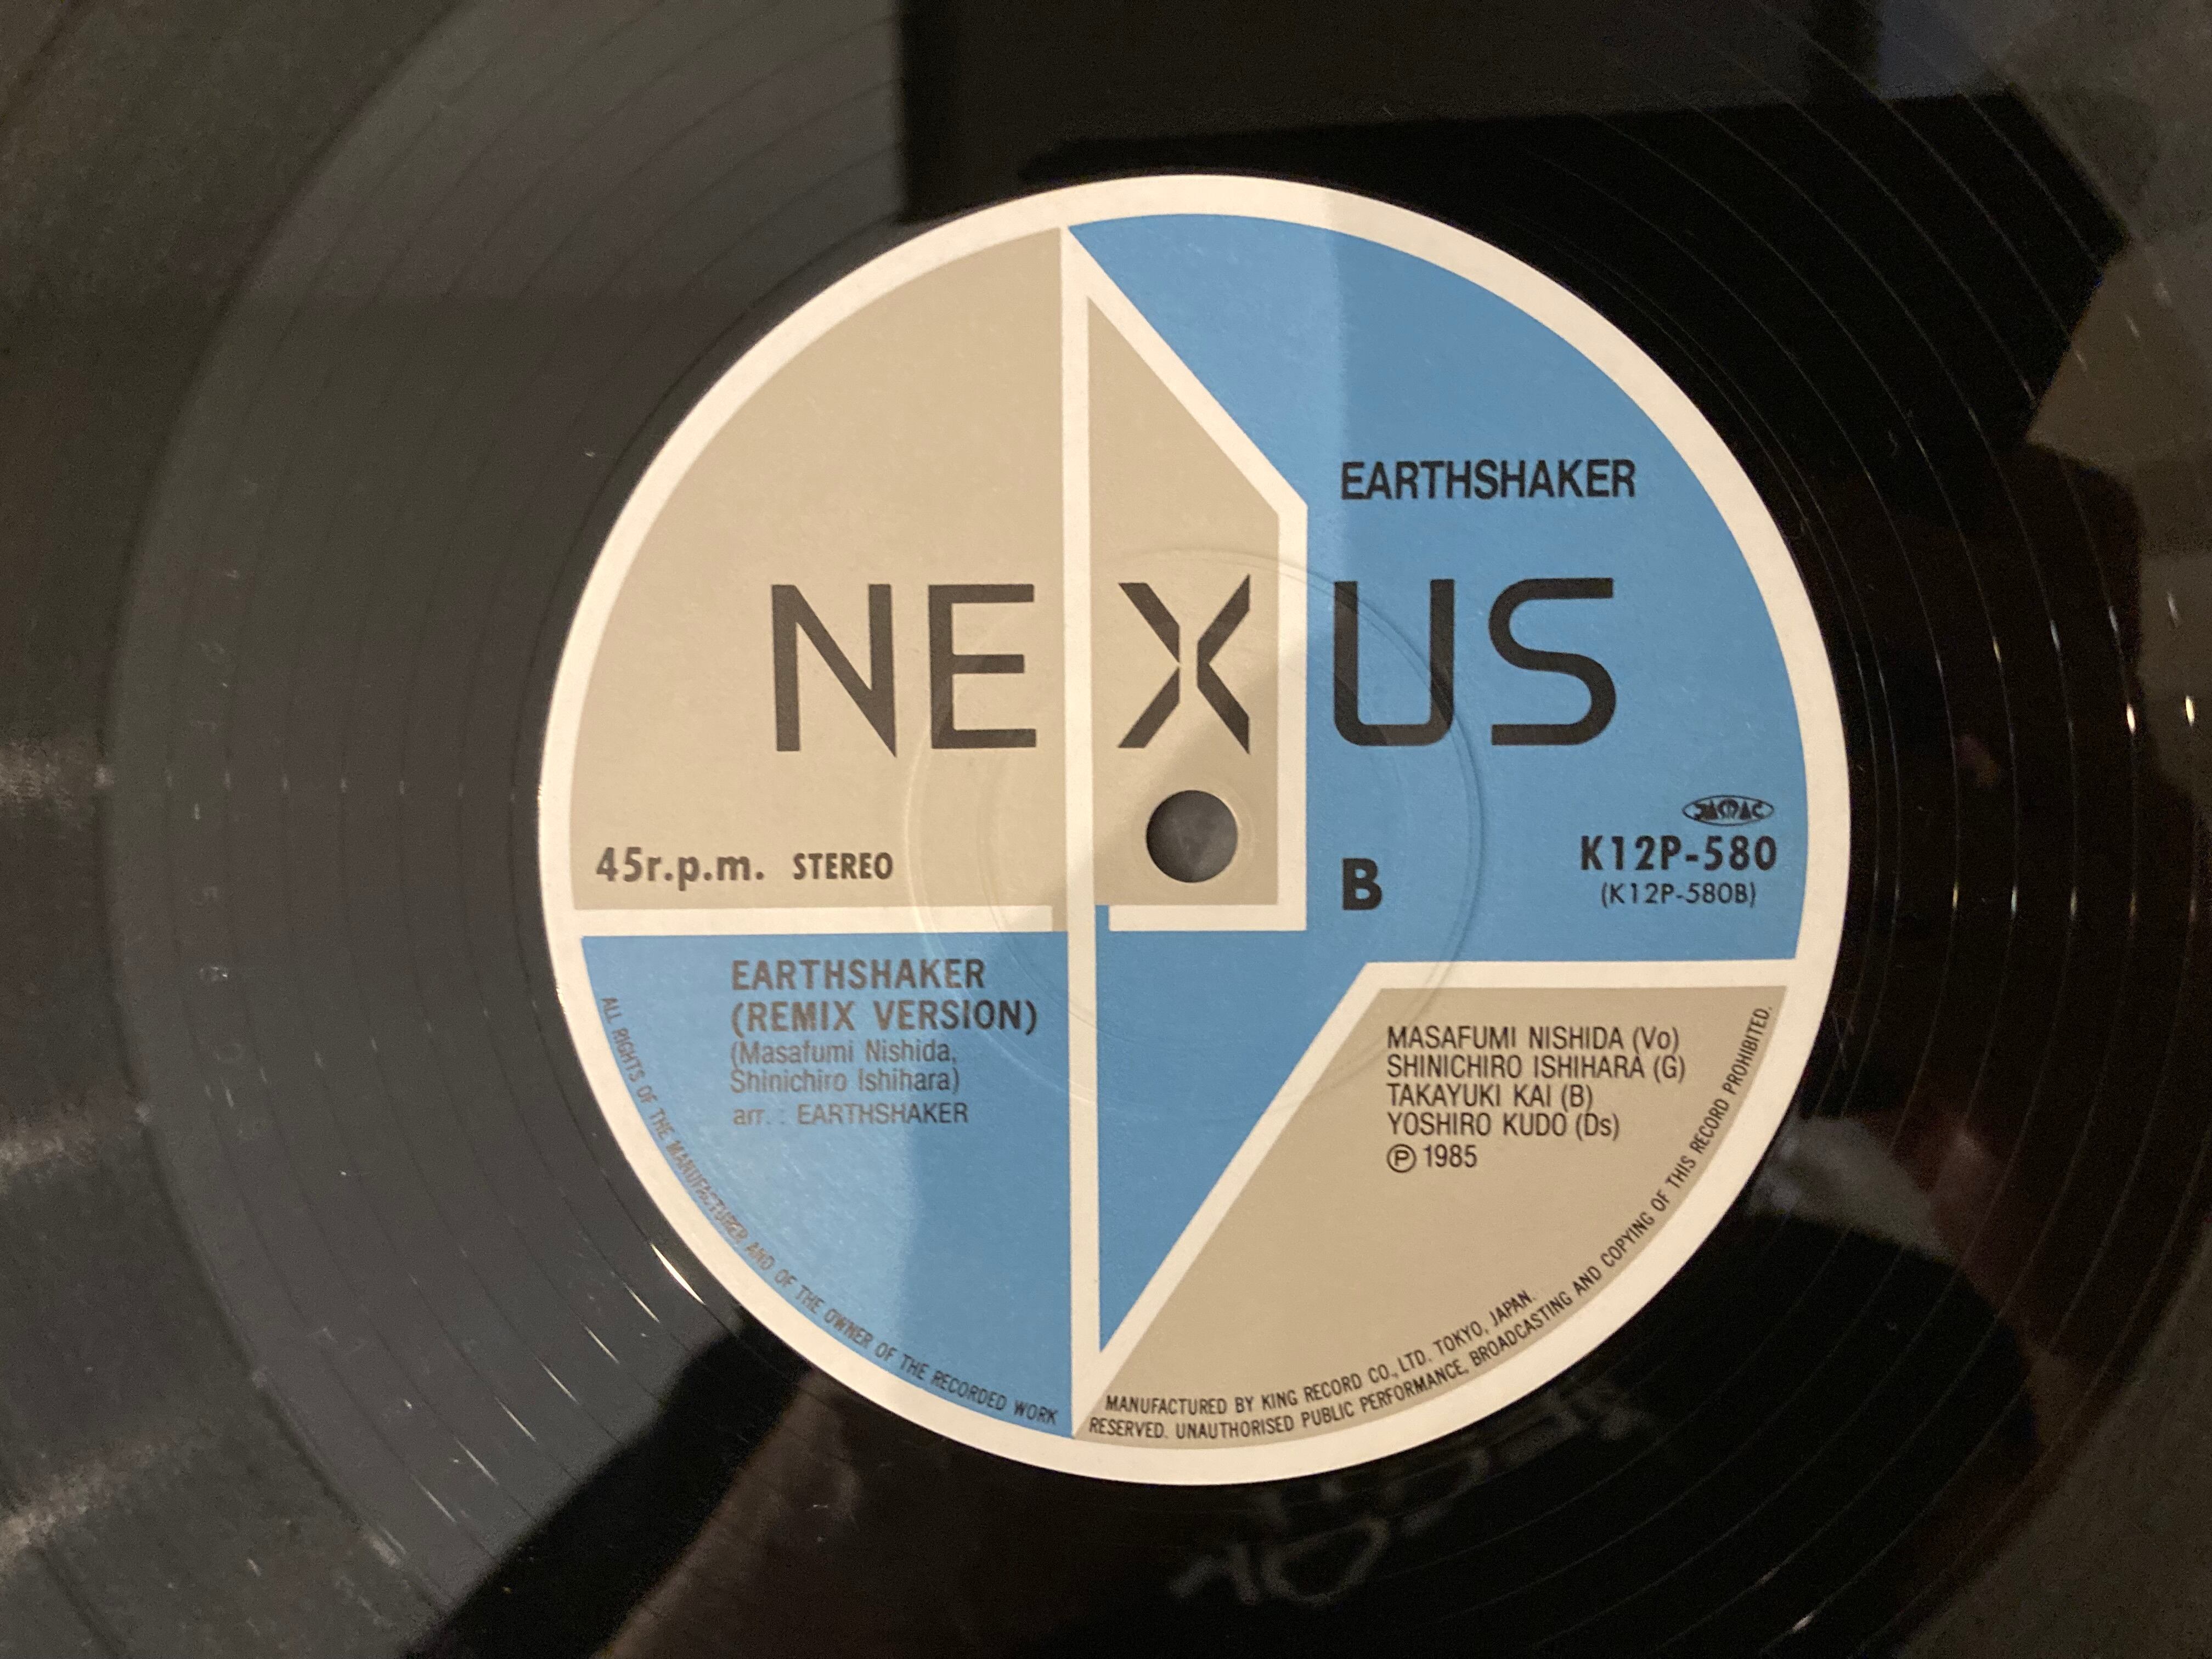 EARTHSHAKER
NEXUS
JASRAC
K12P-580
(K12P-580B)
45r.p.m. STEREO
B
EARTHSHAKER
(REMIX VERSION)
(Masafumi Nishida,
Shinichiro Ishihara)
arr. : EARTHSHAKER
MASAFUMI NISHIDA (Vo)
SHINICHIRO ISHIHARA (G)
TAKAYUKI KAI (B)
YOSHIRO KUDO (Ds)
Ⓟ 1985
MANUFACTURED BY KING RECORD CO., LTD. TOKYO, JAPAN.
ALL RIGHTS OF THE MANUFACTURER AND OF THE OWNER OF THE RECORDED WORK RESERVED. UNAUTHORISED PUBLIC PERFORMANCE, BROADCASTING AND COPYING OF THIS RECORD PROHIBITED.